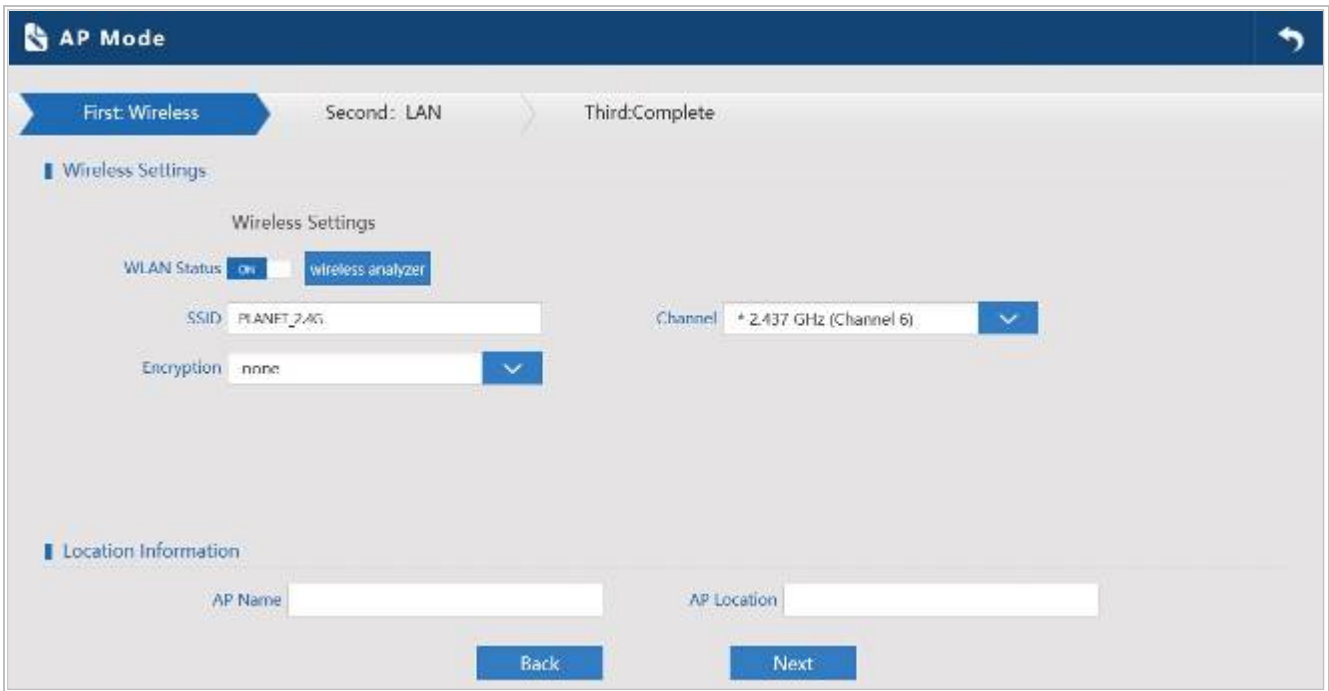 AP Mode
First: Wireless
Second: LAN
Third:Complete
Wireless Settings
Wireless Settings
WLAN Status ON wireless analyzer
SSID PLANET_2.4G Channel * 2.437 GHz (Channel 6)
Encryption none
Location Information
AP Name AP Location
Back Next